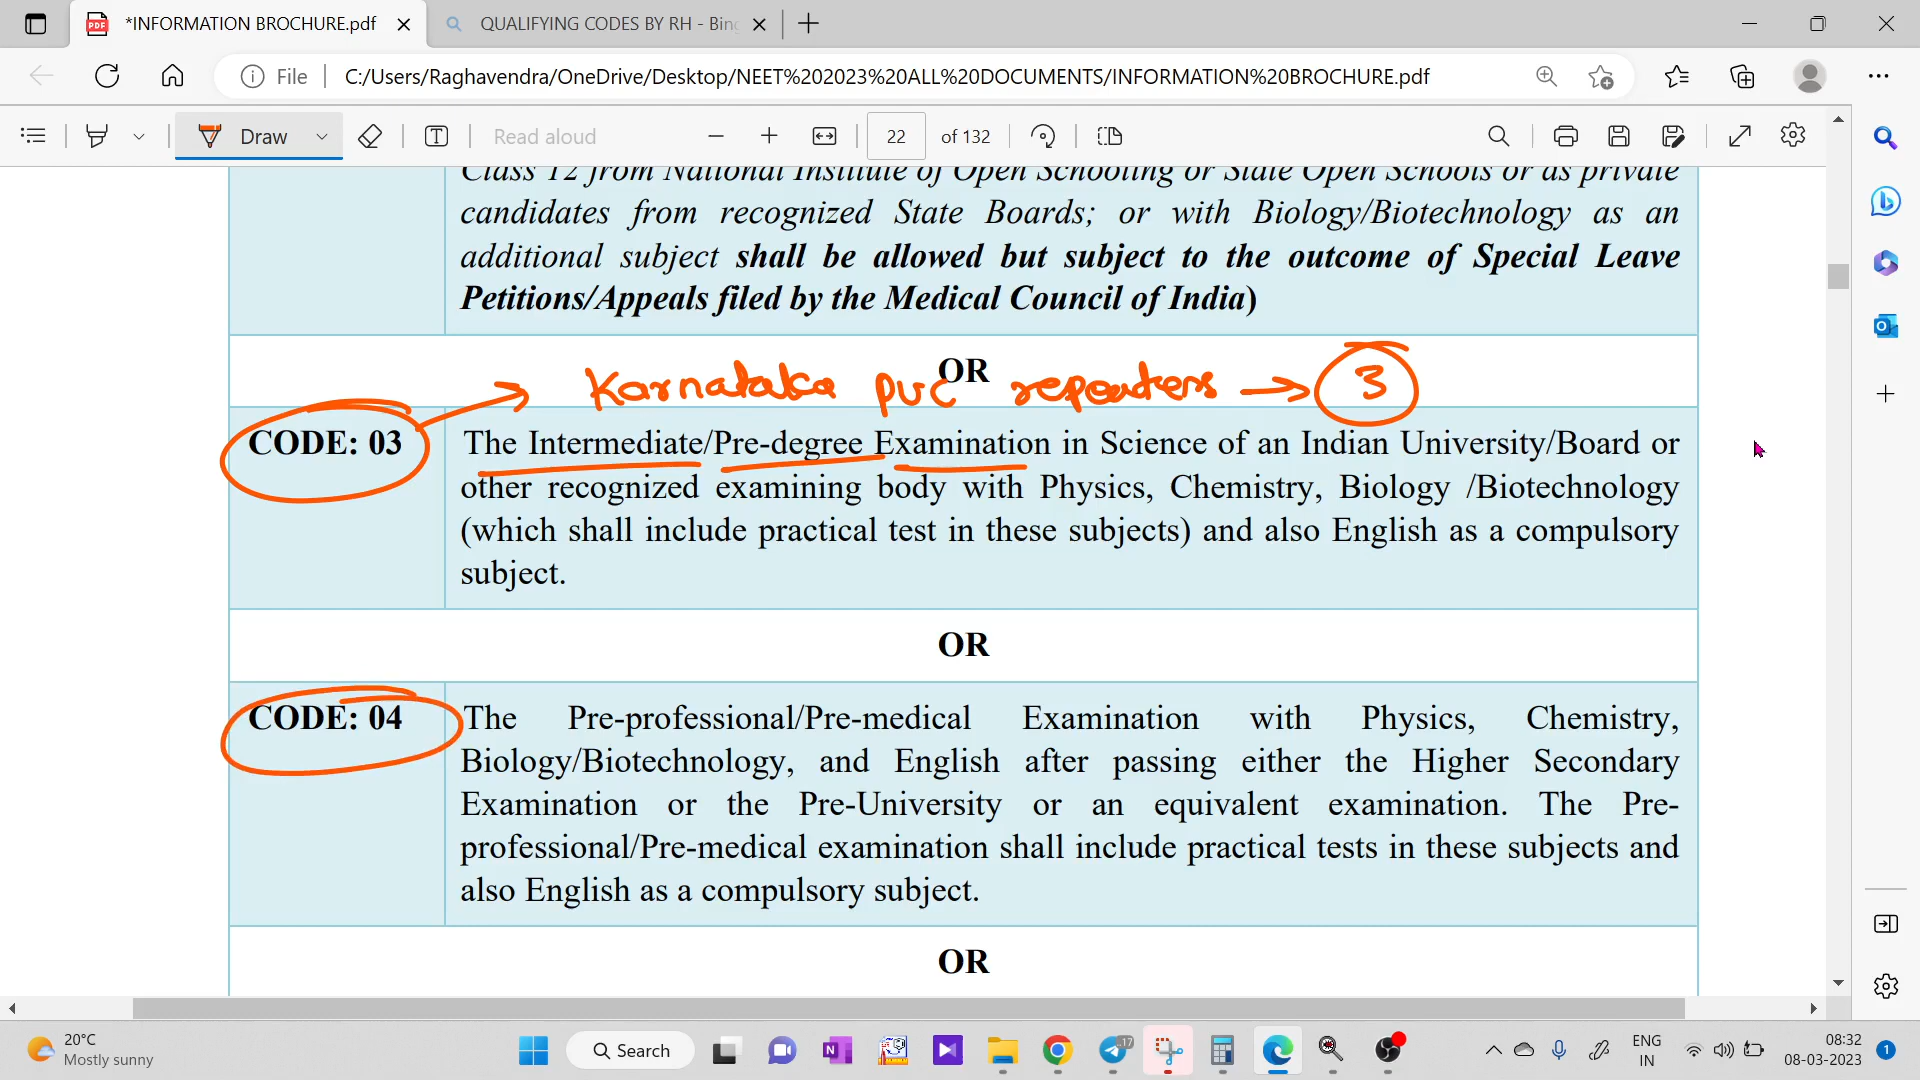 *INFORMATION BROCHURE.pdf
QUALIFYING CODES BY RH - Bing
File
C:/Users/Raghavendra/OneDrive/Desktop/NEET%202023%20ALL%20DOCUMENTS/INFORMATION%20BROCHURE.pdf
Draw
Read aloud
22 of 132
Class 12 from National Institute of Open Schooling or State Open Schools or as private
candidates from recognized State Boards; or with Biology/Biotechnology as an
additional subject shall be allowed but subject to the outcome of Special Leave
Petitions/Appeals filed by the Medical Council of India)
OR
Karnataka puc repeaters → 3
CODE: 03
The Intermediate/Pre-degree Examination in Science of an Indian University/Board or
other recognized examining body with Physics, Chemistry, Biology /Biotechnology
(which shall include practical test in these subjects) and also English as a compulsory
subject.
OR
CODE: 04
The Pre-professional/Pre-medical Examination with Physics, Chemistry,
Biology/Biotechnology, and English after passing either the Higher Secondary
Examination or the Pre-University or an equivalent examination. The Pre-
professional/Pre-medical examination shall include practical tests in these subjects and
also English as a compulsory subject.
OR
20°C
Mostly sunny
Search
17
ENG
IN
08:32
08-03-2023
1